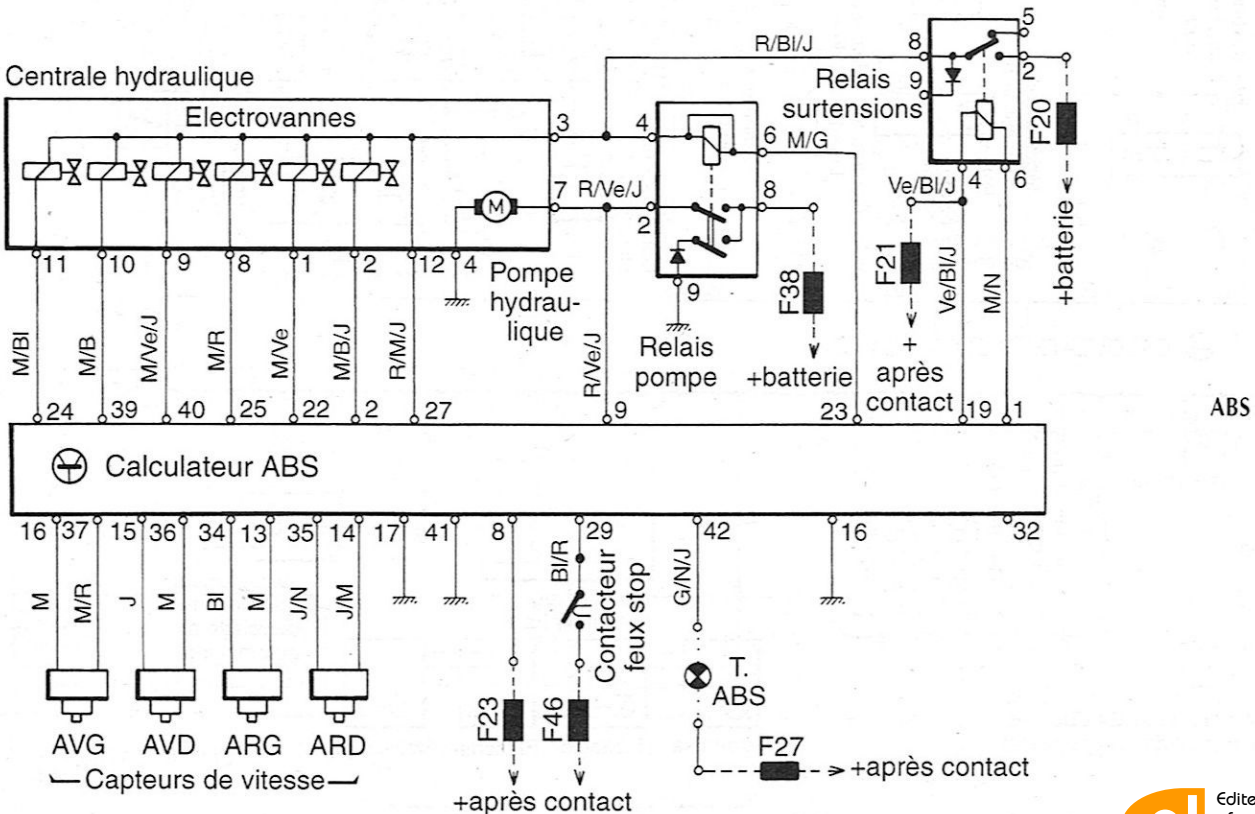 5
R/Bl/J
8
2
9
Relais
surtensions
F20
4
6
+batterie
Centrale hydraulique
Electrovannes
3
4
6
M/G
7
R/Ve/J
2
8
9
Relais
pompe
F38
+batterie
Ve/Bl/J
F21
+
après
contact
Ve/Bl/J
M/N
11
10
9
8
1
2
12
4
Pompe
hydrau-
lique
M
M/Bl
M/B
M/Ve/J
M/R
M/Ve
M/B/J
R/M/J
R/Ve/J
24
39
40
25
22
2
27
9
23
19
1
ABS
Calculateur ABS
16
37
15
36
34
13
35
14
17
41
8
29
42
16
32
M
M/R
J
M
Bl
M
J/N
J/M
Bl/R
Contacteur
feux stop
G/N/J
T.
ABS
F23
F46
F27
+après contact
AVG
AVD
ARG
ARD
Capteurs de vitesse
+après contact
Edite